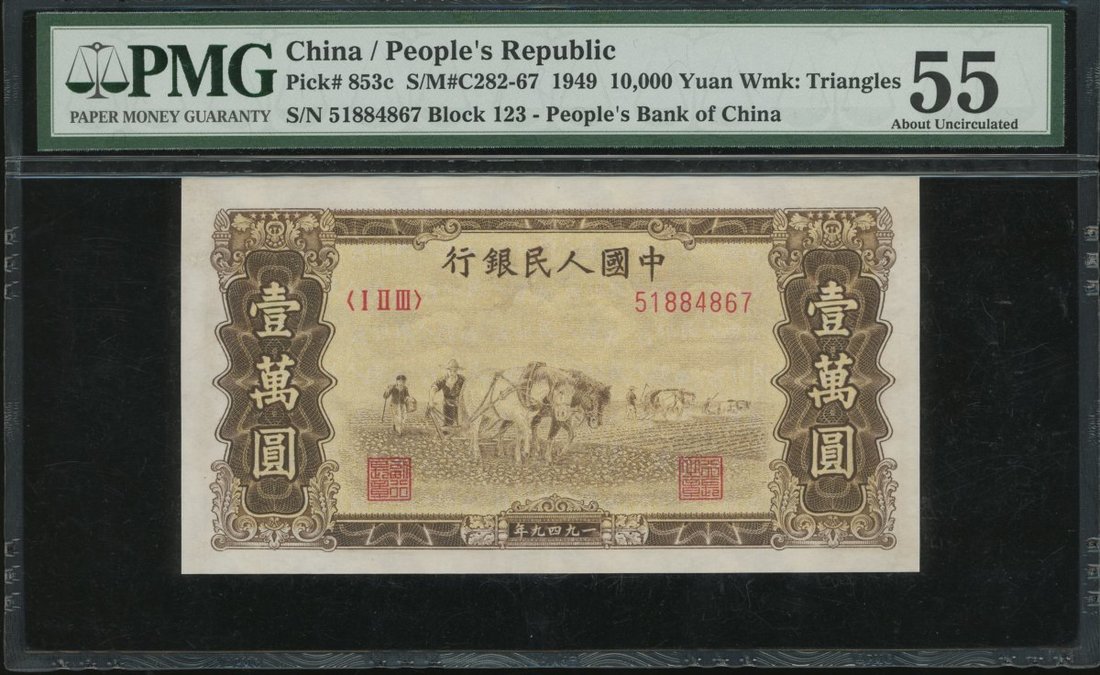 PMG
PAPER MONEY GUARANTY
China / People's Republic
Pick# 853c S/M#C282-67 1949 10,000 Yuan Wmk: Triangles
S/N 51884867 Block 123 - People's Bank of China
55
About Uncirculated
行銀民人國中
〈Ⅰ Ⅱ Ⅲ〉
51884867
壹萬圓
壹萬圓
年九四九一